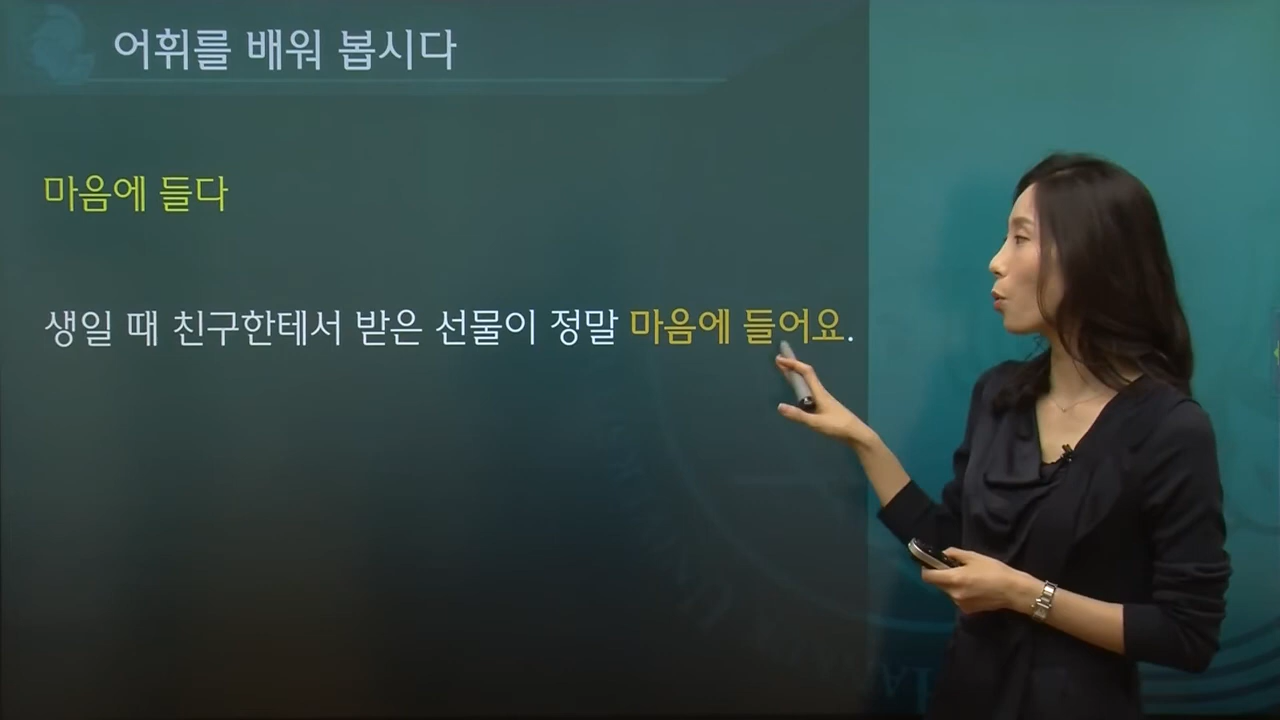 어휘를 배워 봅시다
마음에 들다
생일 때 친구한테서 받은 선물이 정말 마음에 들어요.